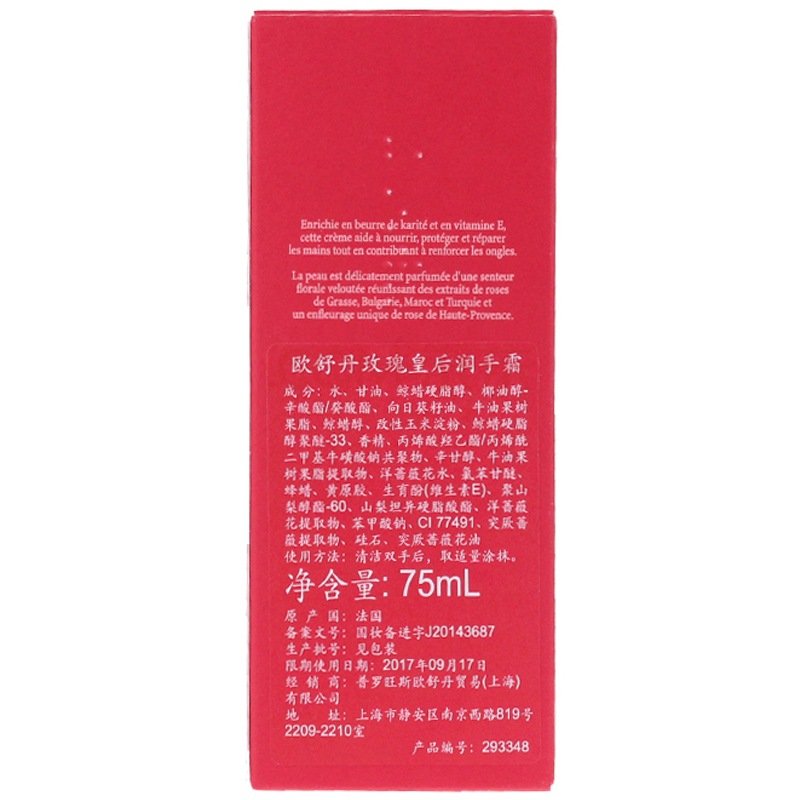 Enrichie en beurre de karité et en vitamine E,
cette crème aide à nourrir, protéger et réparer
les mains tout en contribuant à renforcer les ongles.
La peau est délicatement parfumée d'une senteur
florale veloutée réunissant des extraits de roses
de Grasse, Bulgarie, Maroc et Turquie et
un enfleurage unique de rose de Haute-Provence.
欧舒丹玫瑰皇后润手霜
成 分：水、甘油、鲸蜡硬脂醇、椰油醇-
辛酸酯/癸酸酯、向日葵籽油、牛油果树
果脂、鲸蜡醇、改性玉米淀粉、鲸蜡硬脂
醇聚醚-33、香精、丙烯酸羟乙酯/丙烯酰
二甲基牛磺酸钠共聚物、辛甘醇、牛油果
树果脂提取物、洋蔷薇花水、氯苯甘醚、
蜂蜡、黄原胶、生育酚(维生素E)、聚山
梨醇酯-60、山梨坦异硬脂酸酯、洋蔷薇
花提取物、苯甲酸钠、CI 77491、突厥蔷
薇提取物、硅石、突厥蔷薇花油
使用方法：清洁双手后，取适量涂抹。
净含量: 75mL
原 产 国：法国
备案文号：国妆备进字J20143687
生产批号：见包装
限期使用日期：2017年09月17日
经 销 商：普罗旺斯欧舒丹贸易(上海)
有限公司
地 址：上海市静安区南京西路819号
2209-2210室
产品编号：293348